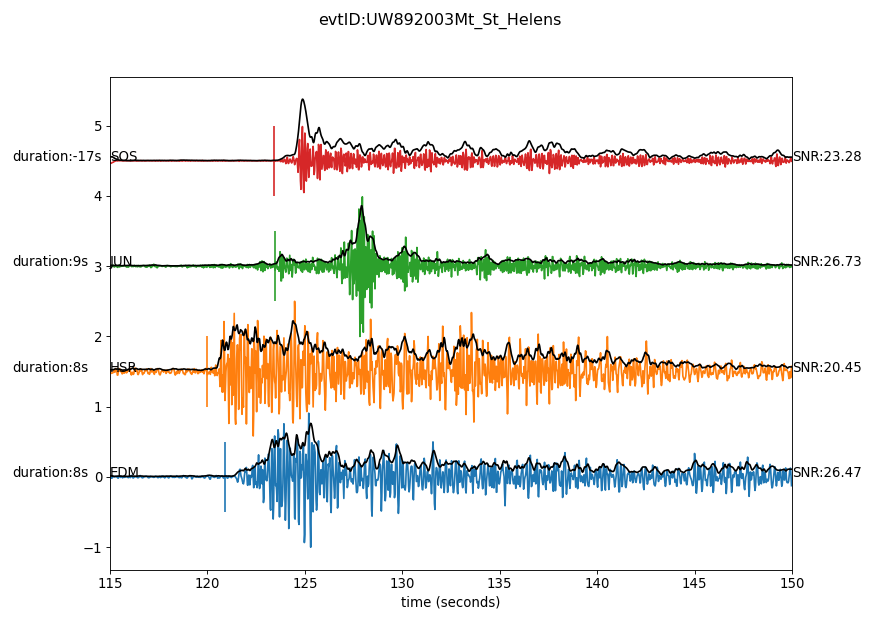 evtID:UW892003Mt_St_Helens
5
duration:-17s SOS SNR:23.28
4
duration:9s JUN SNR:26.73
3
2
duration:8s HSR SNR:20.45
1
duration:8s EDM SNR:26.47
0
−1
115 120 125 130 135 140 145 150
time (seconds)